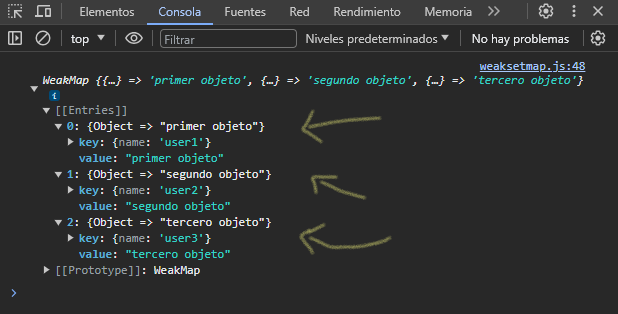 Elementos Consola Fuentes Red Rendimiento Memoria
top Filtrar Niveles predeterminados No hay problemas
weaksetmap.js:48
WeakMap {{…} => 'primer objeto', {…} => 'segundo objeto', {…} => 'tercero objeto'}
i
[[Entries]]
0: {Object => "primer objeto"}
key: {name: 'user1'}
value: "primer objeto"
1: {Object => "segundo objeto"}
key: {name: 'user2'}
value: "segundo objeto"
2: {Object => "tercero objeto"}
key: {name: 'user3'}
value: "tercero objeto"
[[Prototype]]: WeakMap